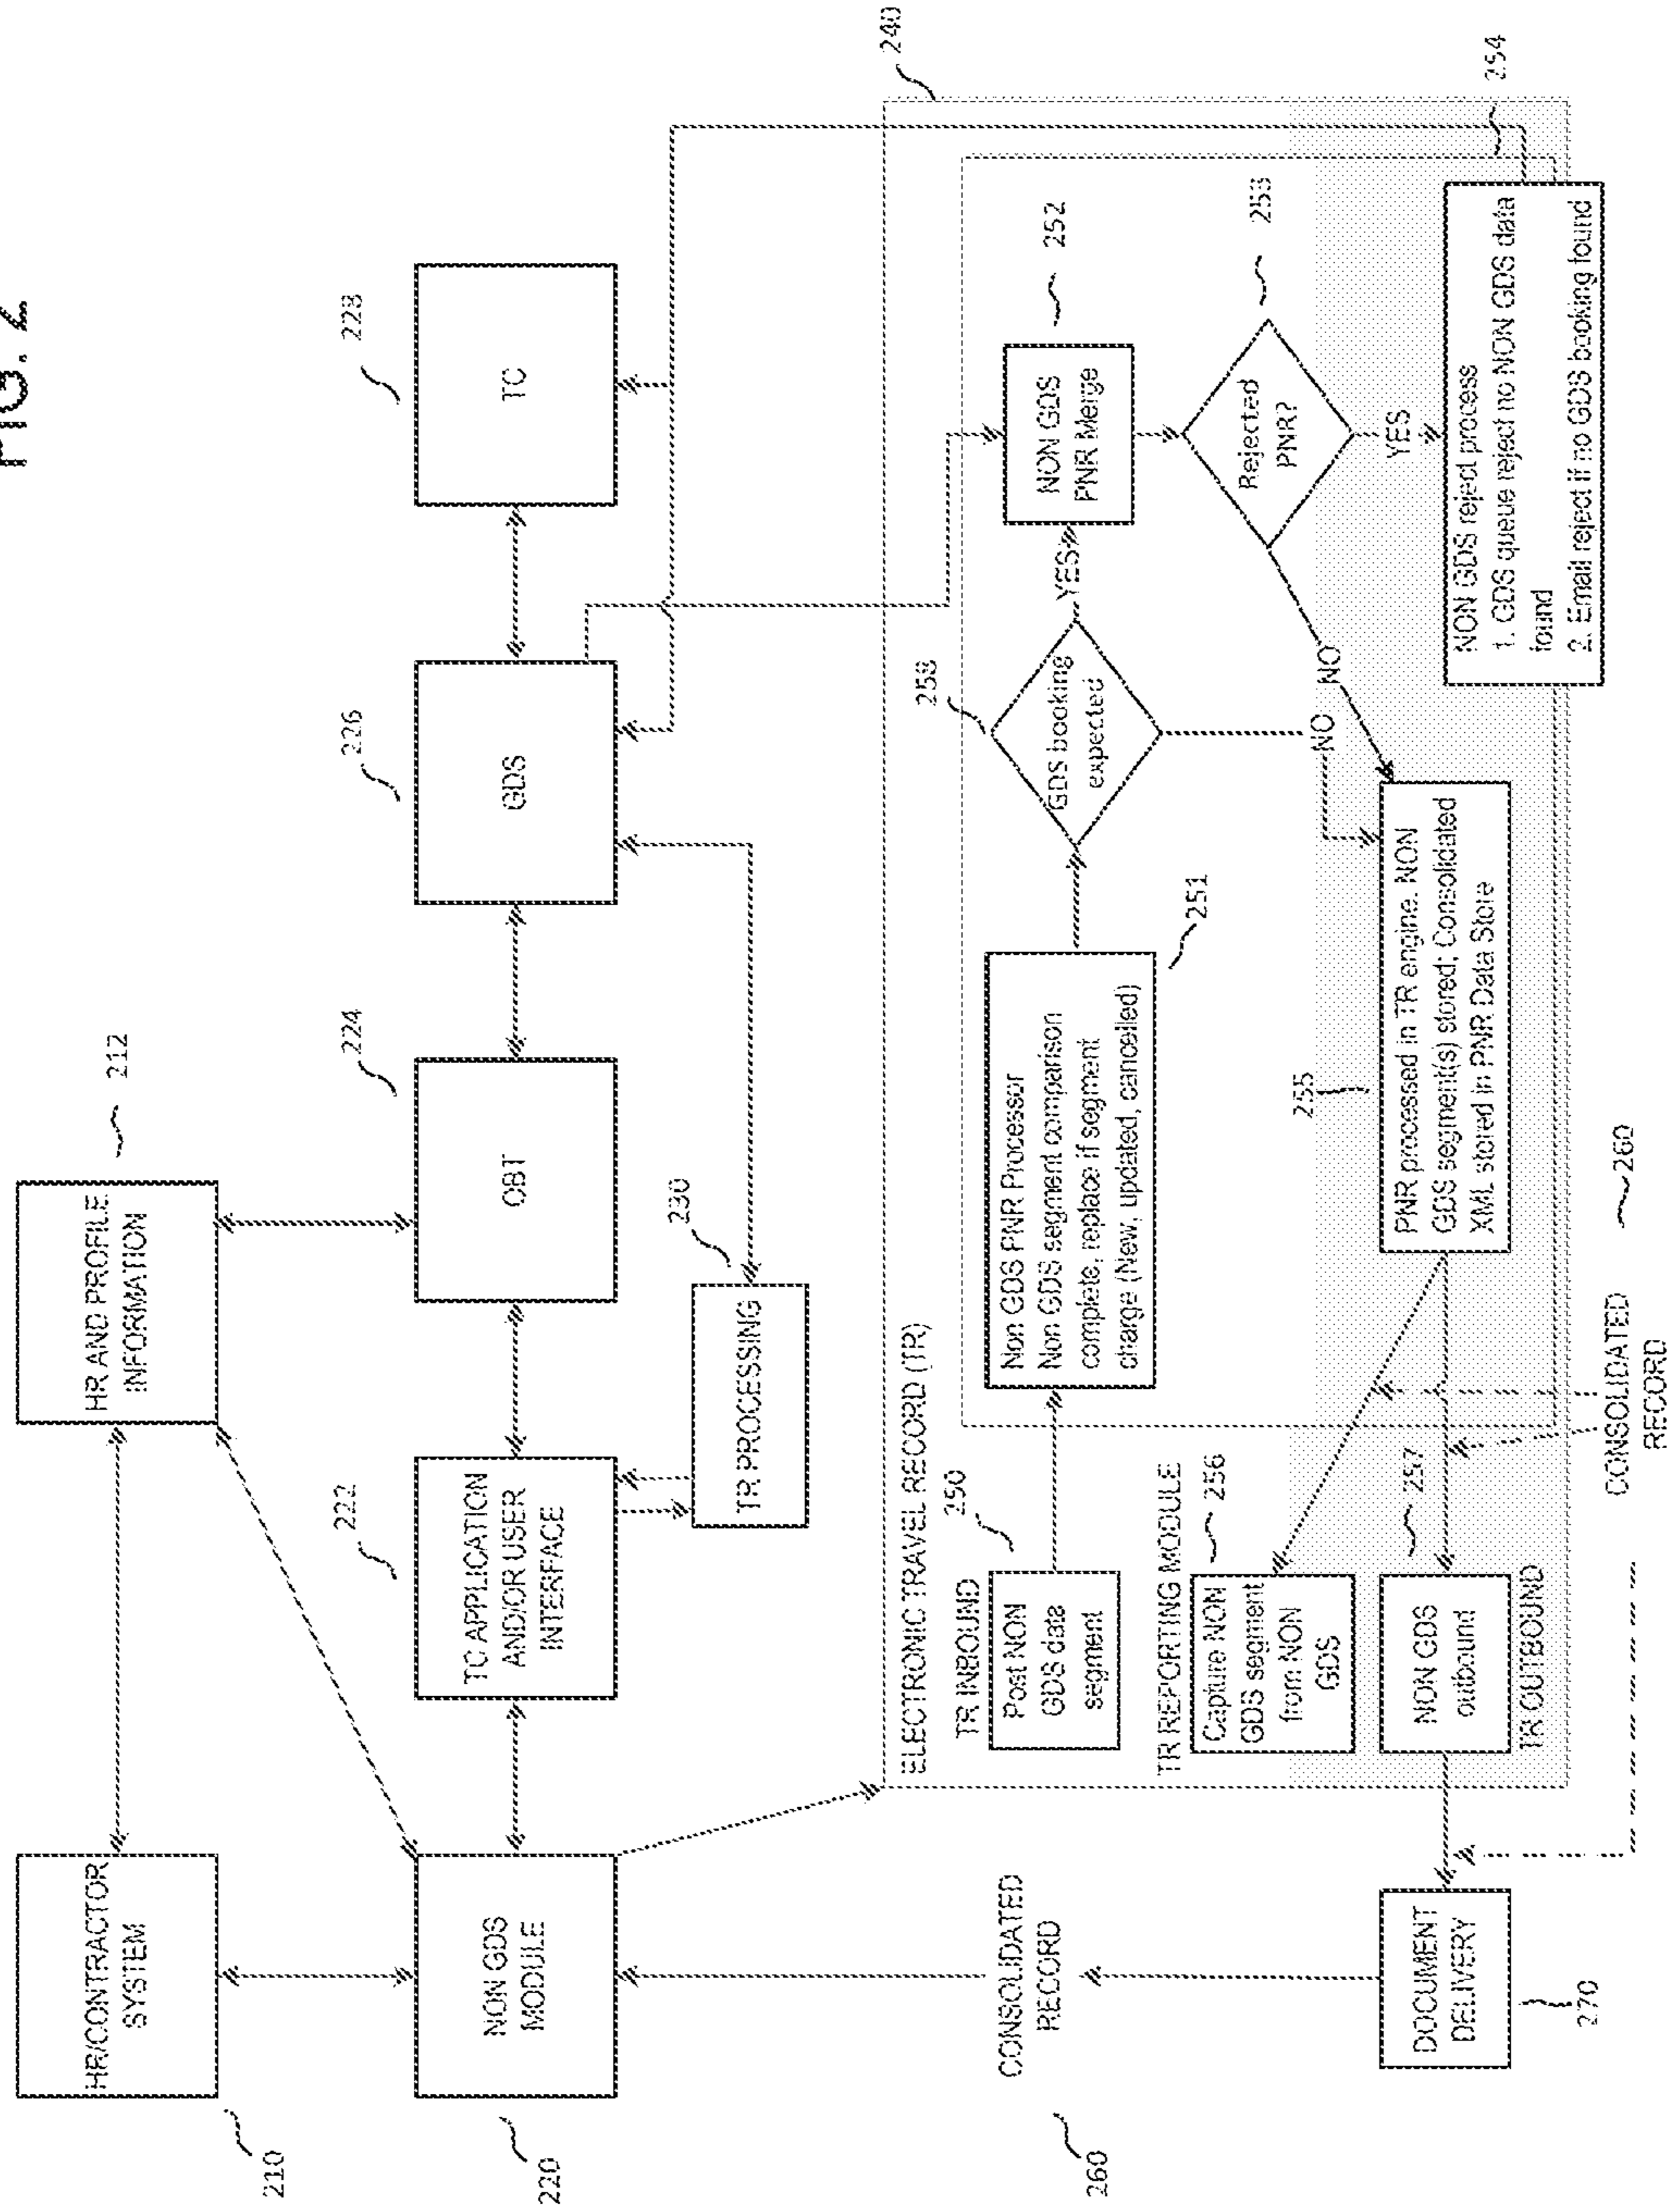 FIG. 2
HR/CONTRACTOR
SYSTEM
210
HR AND PROFILE
INFORMATION
212
NON GDS
MODULE
220
TC APPLICATION
AND/OR USER
INTERFACE
222
OBT
224
GDS
226
TC
228
TR PROCESSING
230
240
ELECTRONIC TRAVEL RECORD (TR)
TR INBOUND
250
Post NON
GDS data
segment
Non GDS PNR Processor
Non GDS segment comparison
complete, replace if segment
charge (New, updated, cancelled)
251
258
GDS booking
expected
YES
NO
NON GDS
PNR Merge
252
Rejected
PNR?
253
YES
NO
254
NON GDS reject process
1. GDS queue reject no NON GDS data
found
2. Email reject if no GDS booking found
255
PNR processed in TR engine. NON
GDS segment(s) stored; Consolidated
XML stored in PNR Data Store
TR REPORTING MODULE
256
Capture NON
GDS segment
from NON
GDS
257
NON GDS
outbound
TR OUTBOUND
CONSOLIDATED
RECORD
260
CONSOLIDATED
RECORD
260
DOCUMENT
DELIVERY
270